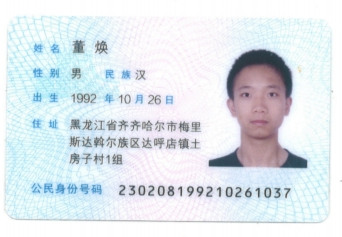 姓名 董焕
性别 男 民族 汉
出生 1992 年 10 月 26 日
住址 黑龙江省齐齐哈尔市梅里
斯达斡尔族区达呼店镇土
房子村1组
公民身份号码 230208199210261037